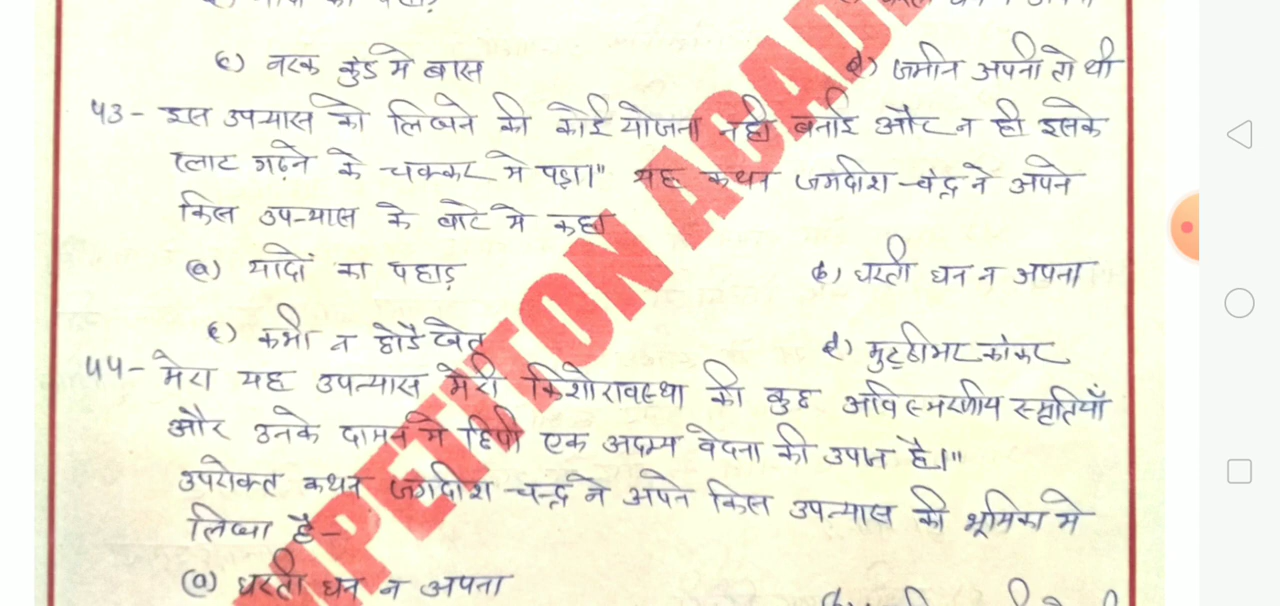 c) नरक कुंड मे बास
d) जमीन अपनी तो थी
43- इस उपन्यास को लिखने की कोई योजना नही बनाई और न ही इसके
प्लाट गढ़ने के चक्कर मे पड़ा।" यह कथन जगदीश चंद्र ने अपने
किस उपन्यास के बारे मे कहा
(a) यादों का पहाड़
b) धरती धन न अपना
c) कभी न छोड़ै खेत
d) मुट्ठीभर कांकर
44- मेरा यह उपन्यास मेरी किशोरावस्था की कुछ अविस्मरणीय स्मृतियाँ
और उनके दामन मे छिपी एक अदम्य वेदना की उपज है।"
उपरोक्त कथन जगदीश चन्द्र ने अपने किस उपन्यास की भूमिका मे
लिखा है-
(a) धरती धन न अपना
MPETITON ACAD